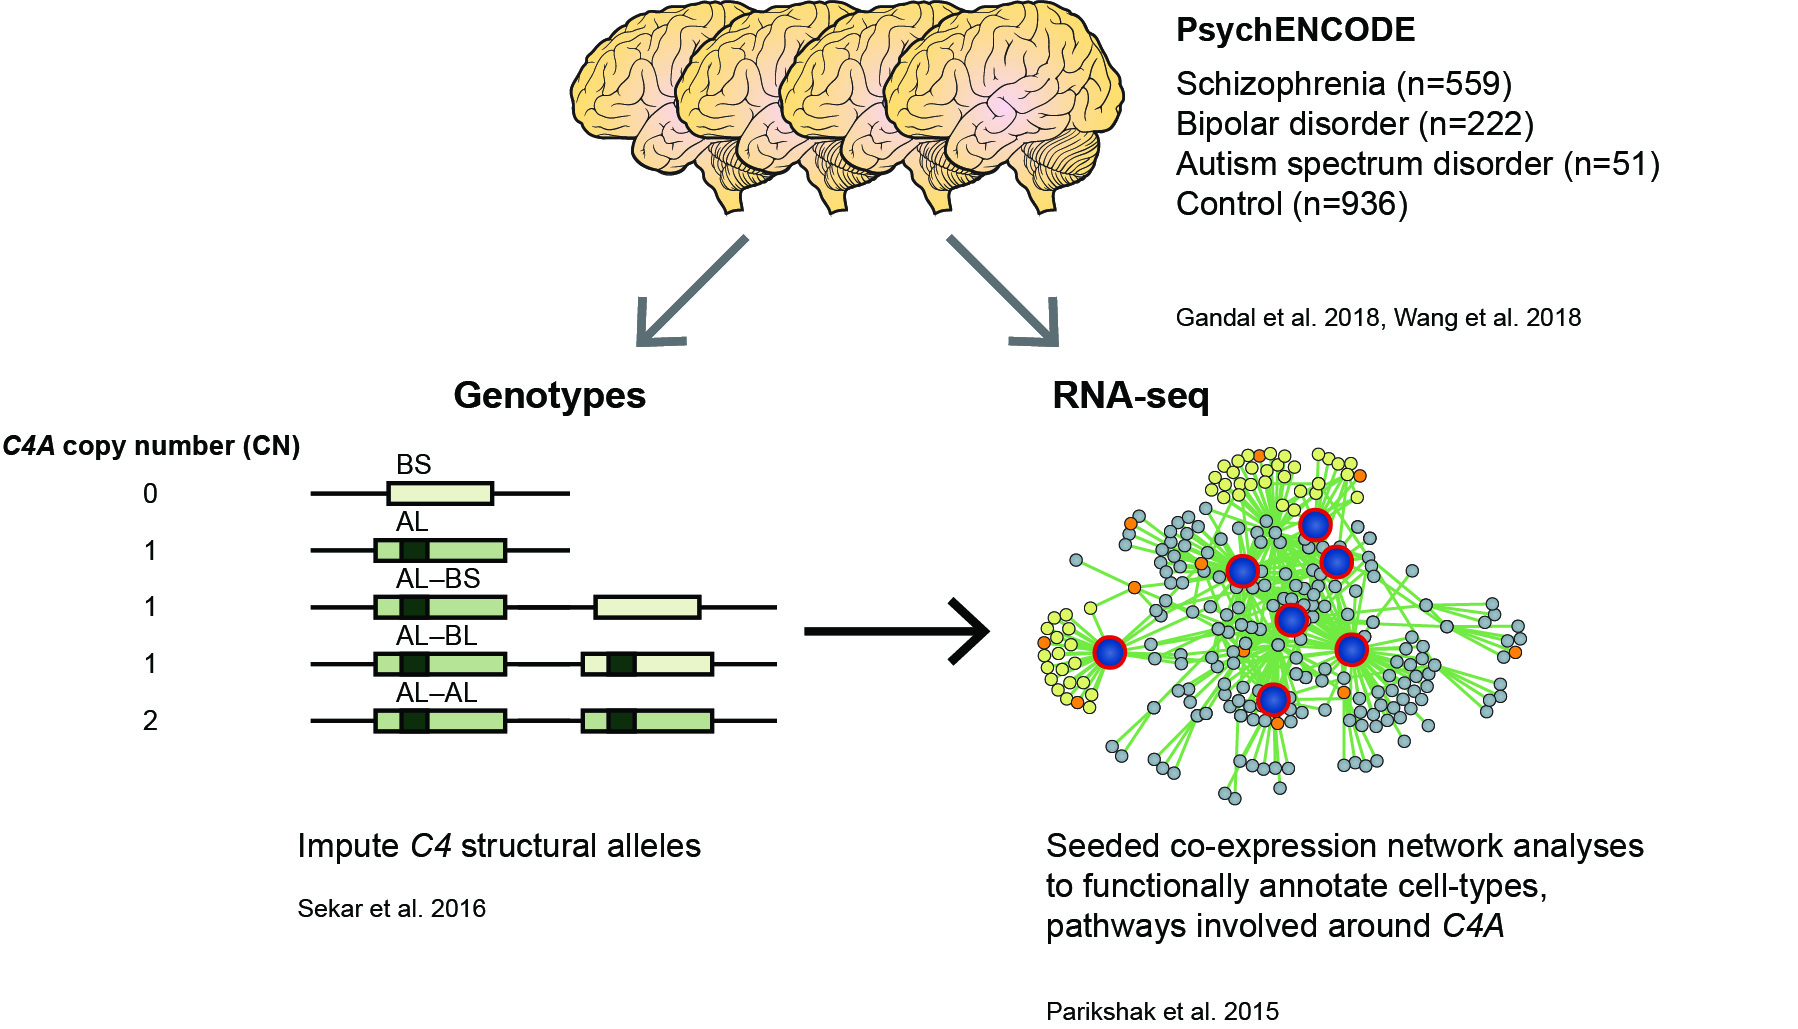 PsychENCODE
Schizophrenia (n=559)
Bipolar disorder (n=222)
Autism spectrum disorder (n=51)
Control (n=936)
Gandal et al. 2018, Wang et al. 2018
Genotypes
RNA-seq
C4A copy number (CN)
BS
0
AL
1
AL–BS
1
AL–BL
1
AL–AL
2
Impute C4 structural alleles
Sekar et al. 2016
Seeded co-expression network analyses
to functionally annotate cell-types,
pathways involved around C4A
Parikshak et al. 2015